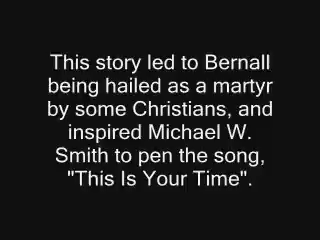 This story led to Bernall
being hailed as a martyr
by some Christians, and
inspired Michael W.
Smith to pen the song,
"This Is Your Time".